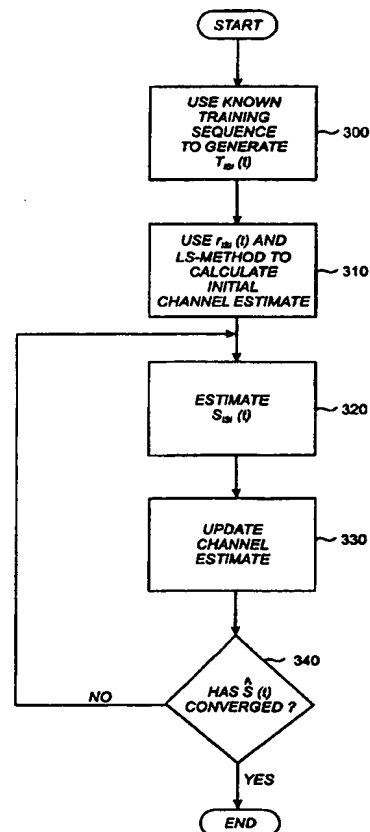 START
USE KNOWN
TRAINING
SEQUENCE
TO GENERATE
T_ISI (t)
300
USE r_ISI (t) AND
LS-METHOD TO
CALCULATE
INITIAL
CHANNEL ESTIMATE
310
ESTIMATE
S_ISI (t)
320
UPDATE
CHANNEL
ESTIMATE
330
340
HAS Ŝ (t)
CONVERGED ?
NO
YES
END